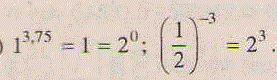 1^{3,75} = 1 = 2^0; (1/2)^{-3} = 2^3.